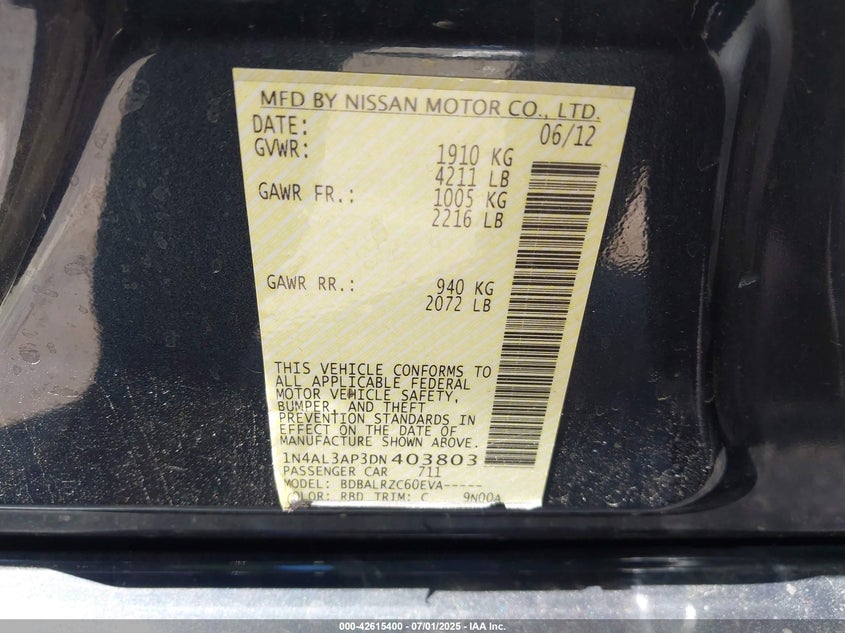 MFD BY NISSAN MOTOR CO., LTD.
DATE: 06/12
GVWR: 1910 KG
4211 LB
GAWR FR.: 1005 KG
2216 LB
GAWR RR.: 940 KG
2072 LB
THIS VEHICLE CONFORMS TO
ALL APPLICABLE FEDERAL
MOTOR VEHICLE SAFETY,
BUMPER, AND THEFT
PREVENTION STANDARDS IN
EFFECT ON THE DATE OF
MANUFACTURE SHOWN ABOVE.
1N4AL3AP3DN403803
PASSENGER CAR 711
MODEL: BDBALRZC60EVA-----
COLOR: RBD TRIM: C 9N00A
000-42615400 - 07/01/2025 - IAA Inc.